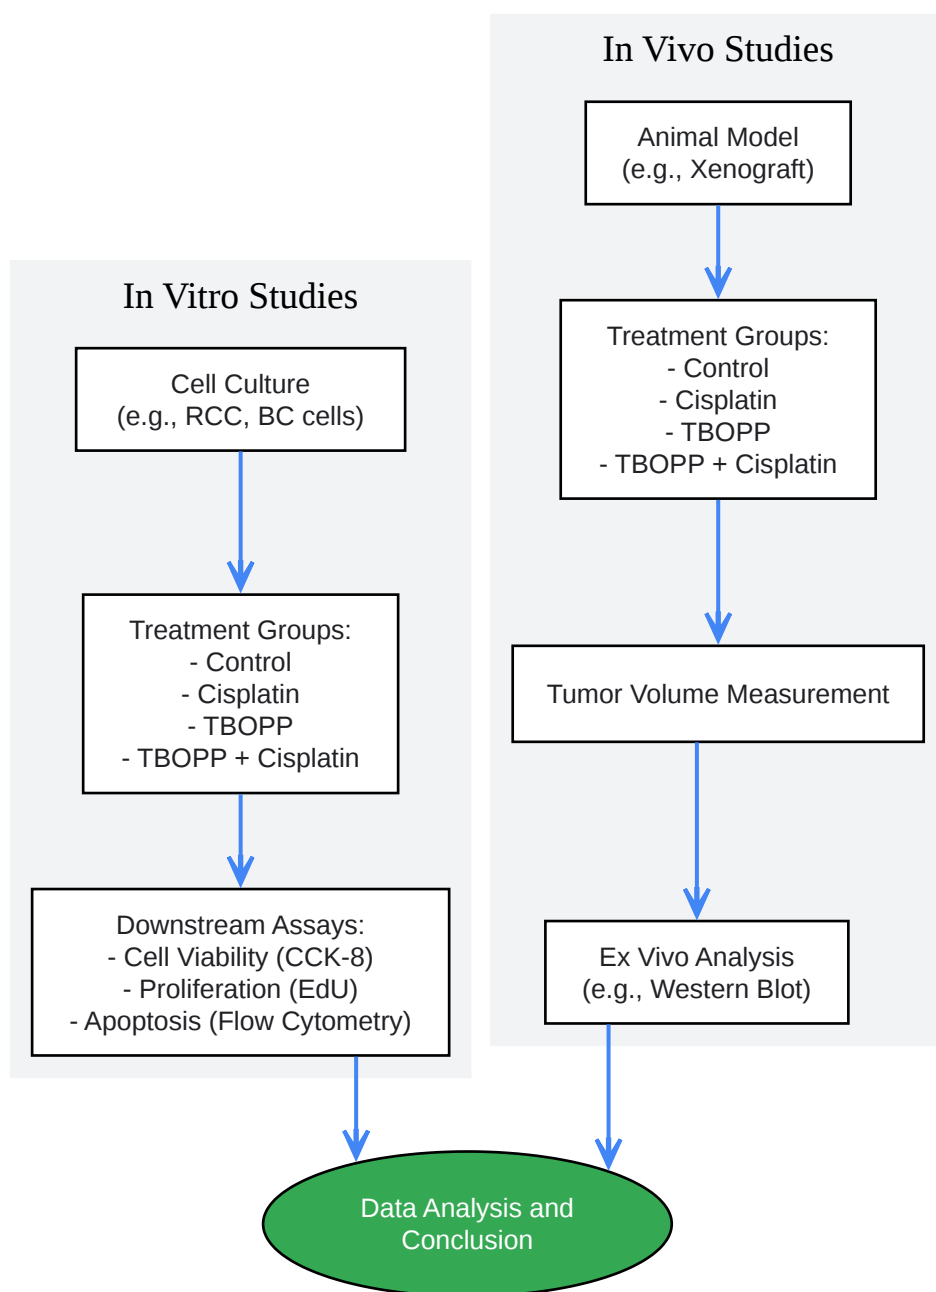 In Vitro Studies
Cell Culture
(e.g., RCC, BC cells)
Treatment Groups:
- Control
- Cisplatin
- TBOPP
- TBOPP + Cisplatin
Downstream Assays:
- Cell Viability (CCK-8)
- Proliferation (EdU)
- Apoptosis (Flow Cytometry)
In Vivo Studies
Animal Model
(e.g., Xenograft)
Treatment Groups:
- Control
- Cisplatin
- TBOPP
- TBOPP + Cisplatin
Tumor Volume Measurement
Ex Vivo Analysis
(e.g., Western Blot)
Data Analysis and
Conclusion